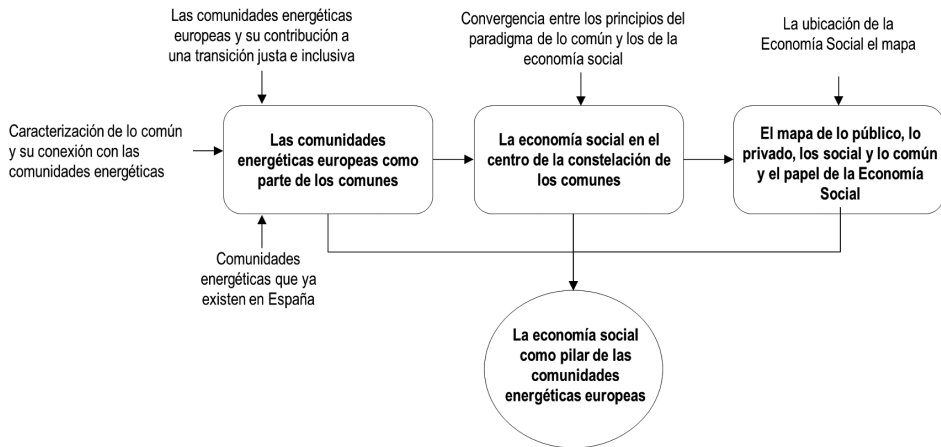 Las comunidades energéticas
europeas y su contribución a
una transición justa e inclusiva
Convergencia entre los principios del
paradigma de lo común y los de la
economía social
La ubicación de la
Economía Social el mapa
Caracterización de lo común
y su conexión con las
comunidades energéticas
Las comunidades
energéticas europeas como
parte de los comunes
La economía social en el
centro de la constelación de
los comunes
El mapa de lo público, lo
privado, los social y lo común
y el papel de la Economía
Social
Comunidades
energéticas que ya
existen en España
La economía social
como pilar de las
comunidades
energéticas europeas